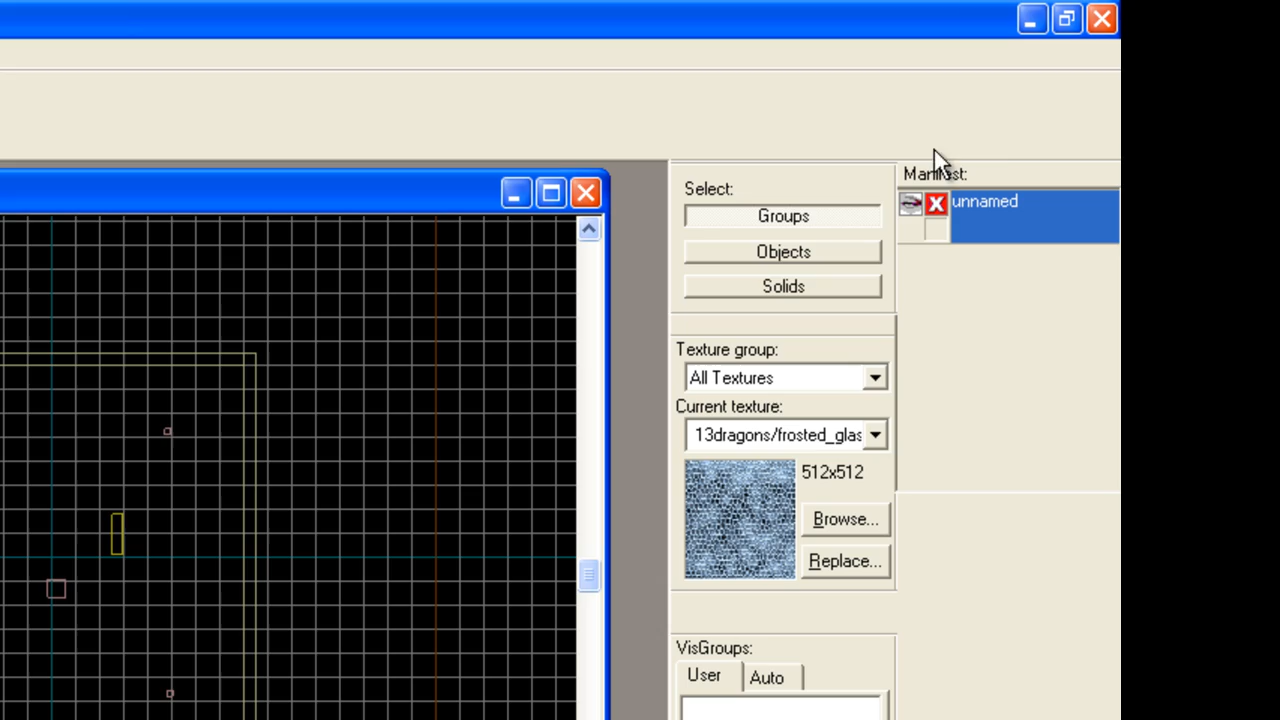 Select:
Groups
Objects
Solids
Manifest:
unnamed
Texture group:
All Textures
Current texture:
13dragons/frosted_glas
512x512
Browse...
Replace...
VisGroups:
User
Auto